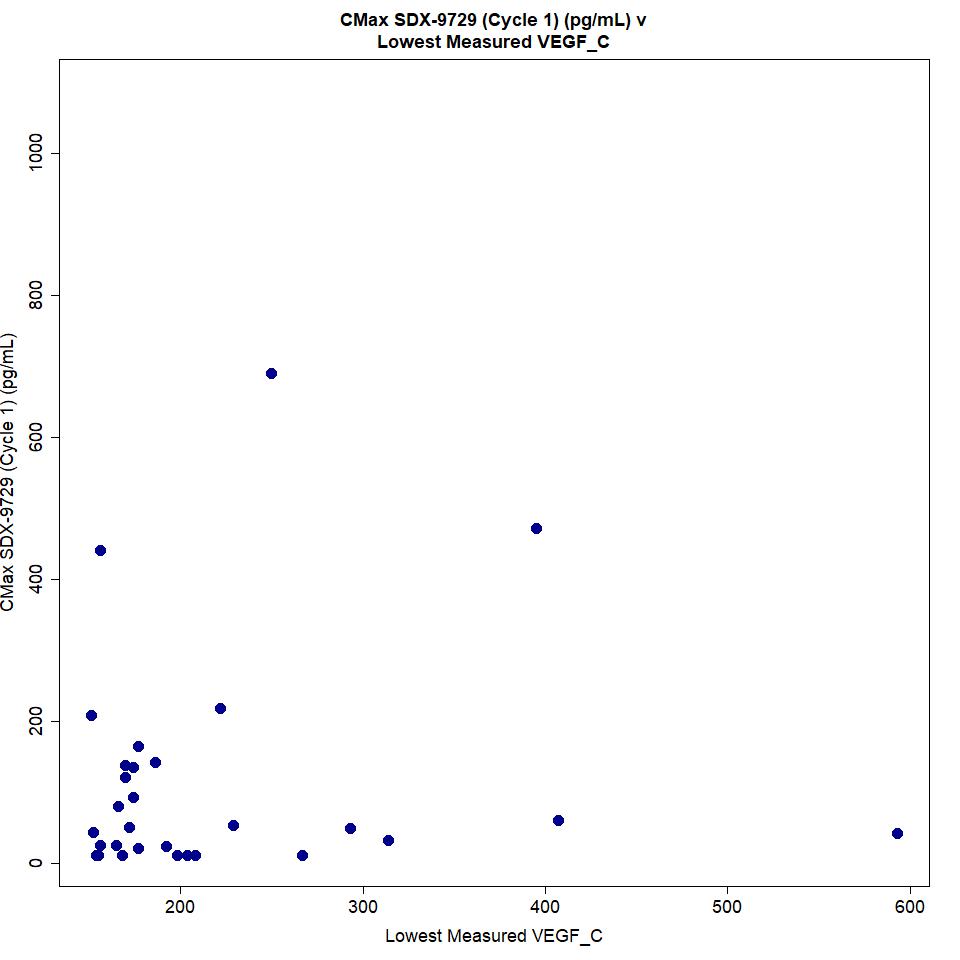 CMax SDX-9729 (Cycle 1) (pg/mL) v
Lowest Measured VEGF_C
1000
800
600
400
200
0
CMax SDX-9729 (Cycle 1) (pg/mL)
200
300
400
500
600
Lowest Measured VEGF_C